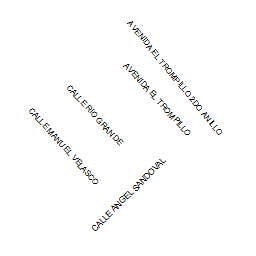 AVENIDA EL TROMPILLO 2DO ANILLO
AVENIDA EL TROMPILLO
CALLE RIO GRANDE
CALLE MANUEL VELASCO
CALLE ANGEL SANDOVAL